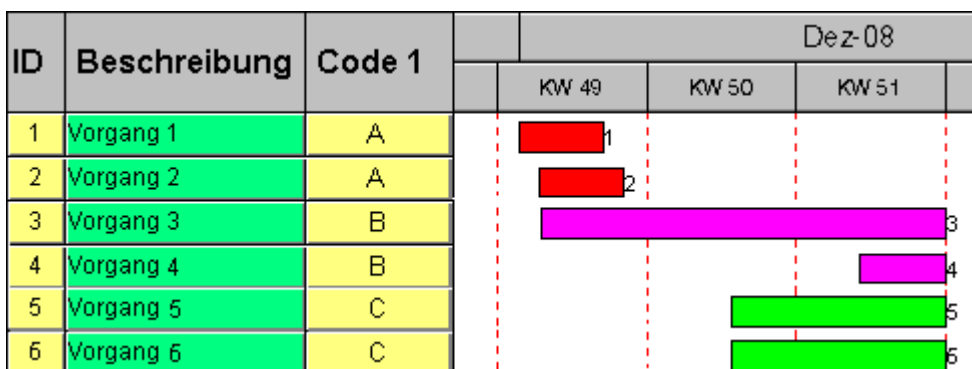 ID Beschreibung Code 1 Dez-08
KW 49 KW 50 KW 51
1 Vorgang 1 A 1
2 Vorgang 2 A 2
3 Vorgang 3 B 3
4 Vorgang 4 B 4
5 Vorgang 5 C 5
6 Vorgang 6 C 6